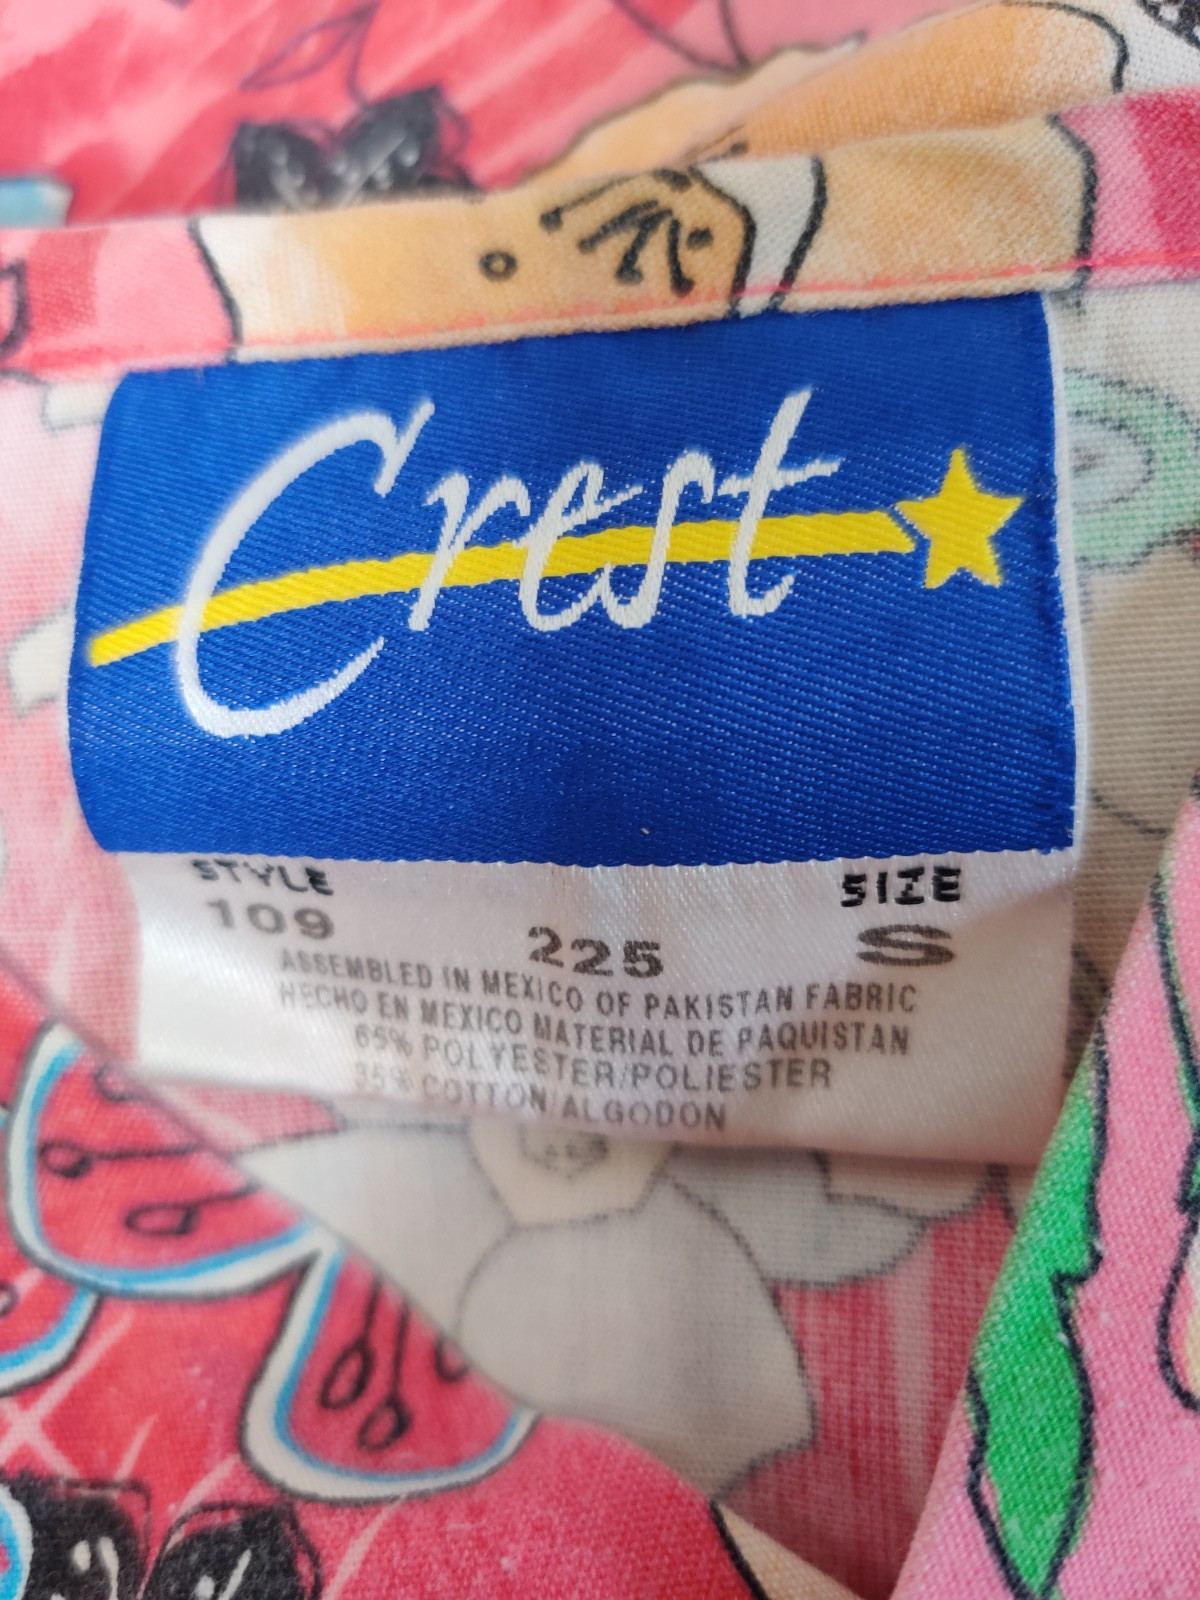 Crest
STYLE SIZE
109 225 S
ASSEMBLED IN MEXICO OF PAKISTAN FABRIC
HECHO EN MEXICO MATERIAL DE PAQUISTAN
65% POLYESTER/POLIESTER
35% COTTON/ALGODON